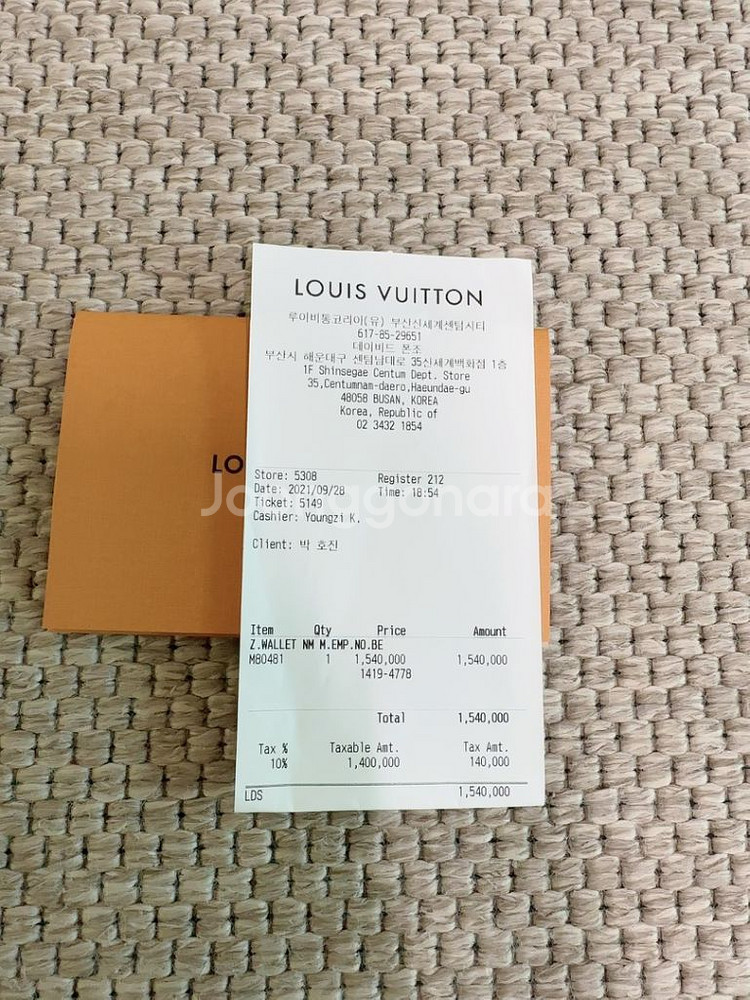 LOUIS VUITTON
루이비통코리아(유) 부산신세계센텀시티
617-85-29651
데이비드 폰조
부산시 해운대구 센텀남대로 35신세계백화점 1층
1F Shinsegae Centum Dept. Store
35,Centumnam-daero,Haeundae-gu
48058 BUSAN, KOREA
Korea, Republic of
02 3432 1854
LO
Store: 5308 Register 212
Date: 2021/09/28 Time: 18:54
Joonggonara
Ticket: 5149
Cashier: Youngzi K.
Client: 박 호진
Item Qty Price Amount
Z.WALLET NM M.EMP.NO.BE
M80481 1 1,540,000 1,540,000
1419-4778
Total 1,540,000
Tax % Taxable Amt. Tax Amt.
10% 1,400,000 140,000
LDS 1,540,000